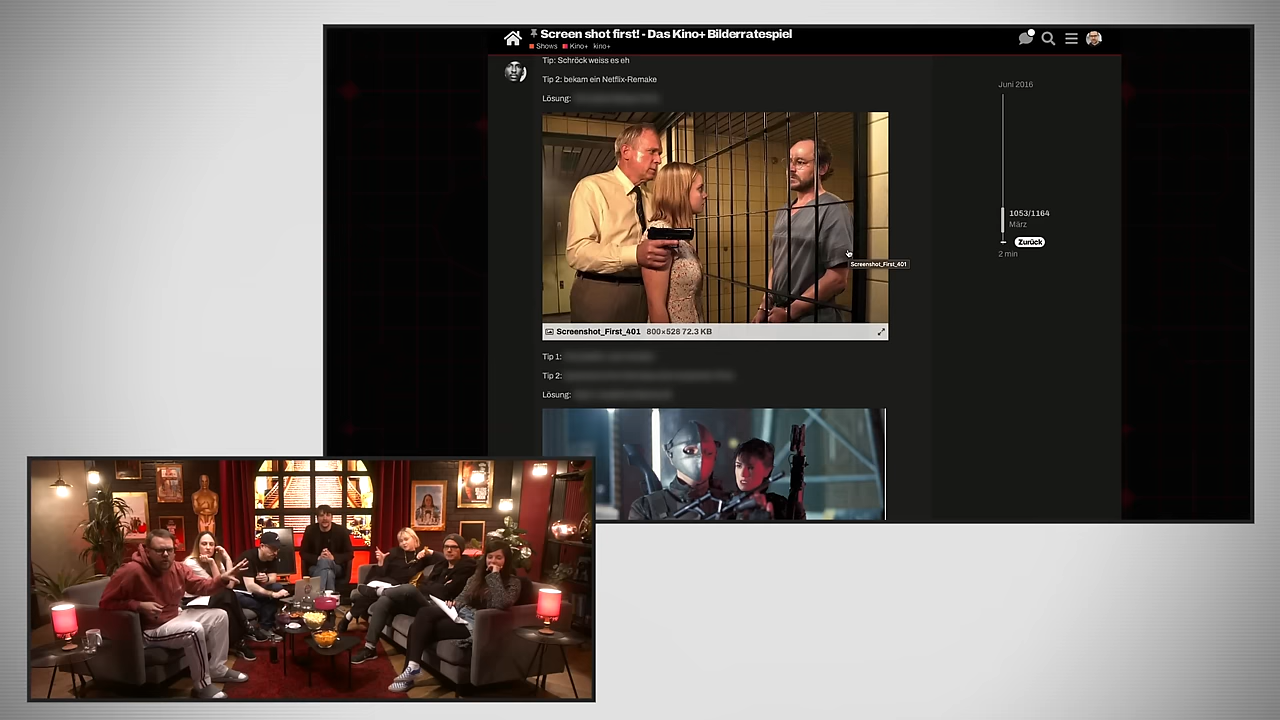 Screen shot first! - Das Kino+ Bilderratespiel
Shows Kino+ kino+
Tip: Schröck weiss es eh
Tip 2: bekam ein Netflix-Remake
Lösung:
Screenshot_First_401
Screenshot_First_401 800×528 72.3 KB
Tip 1:
Tip 2:
Lösung:
Juni 2016
1053/1164
März
Zurück
2 min